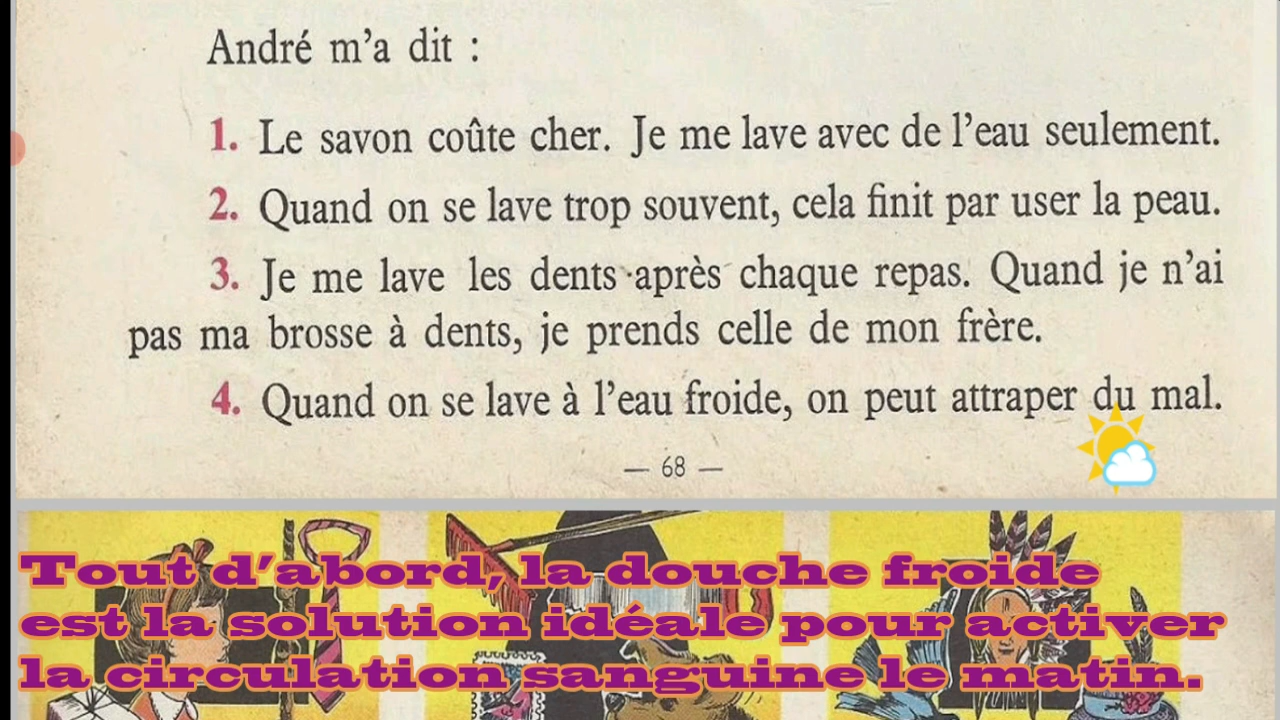 André m'a dit :
1. Le savon coûte cher. Je me lave avec de l'eau seulement.
2. Quand on se lave trop souvent, cela finit par user la peau.
3. Je me lave les dents après chaque repas. Quand je n'ai
pas ma brosse à dents, je prends celle de mon frère.
4. Quand on se lave à l'eau froide, on peut attraper du mal.
— 68 —
Tout d'abord, la douche froide
est la solution idéale pour activer
la circulation sanguine le matin.